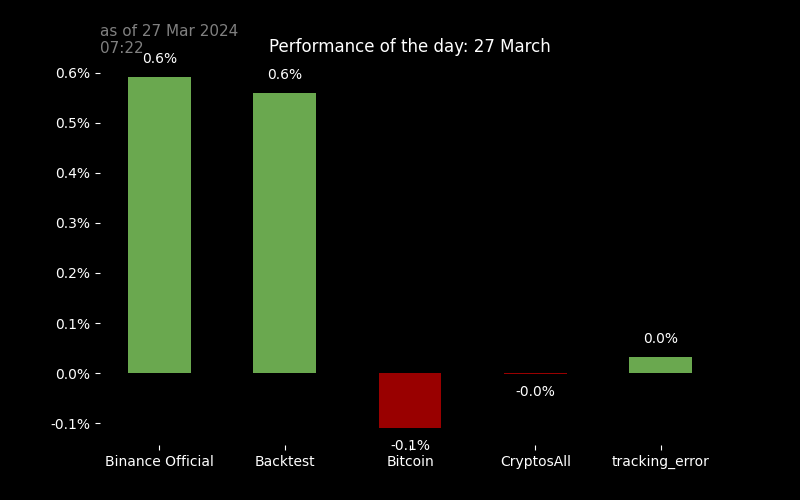 as of 27 Mar 2024
07:22
Performance of the day: 27 March
0.6%
0.6%
0.6%
0.5%
0.4%
0.3%
0.2%
0.1%
0.0%
0.0%
-0.0%
-0.1%
-0.1%
Binance Official
Backtest
Bitcoin
CryptosAll
tracking_error